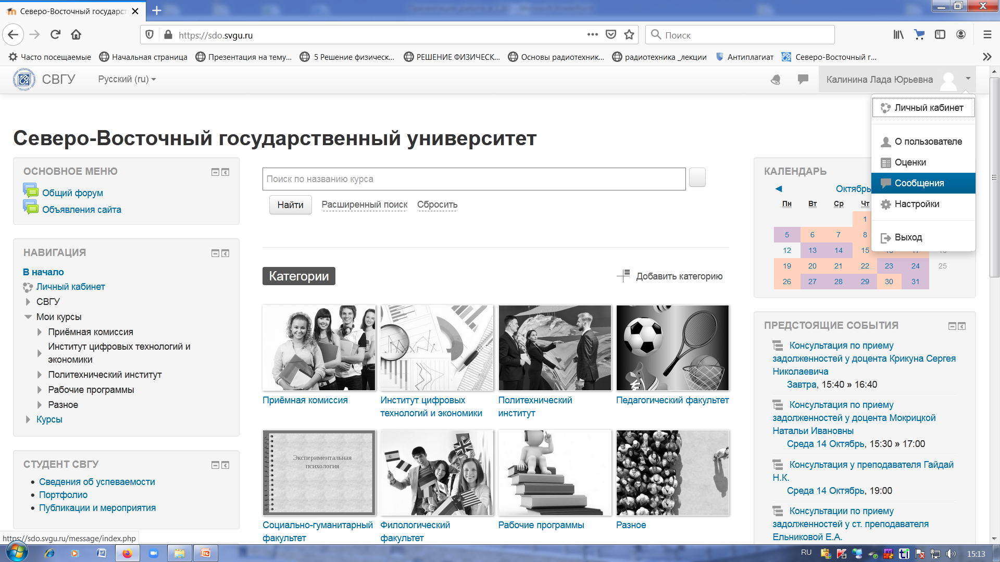 Северо-Восточный государст
https://sdo.svgu.ru
Поиск
Часто посещаемые
Начальная страница
Презентация на тему...
5 Решение физическ...
РЕШЕНИЕ ФИЗИЧЕСК...
Основы радиотехник...
радиотехника _лекции
Антиплагиат
Северо-Восточный г...
СВГУ
Русский (ru)
Калинина Лада Юрьевна
Личный кабинет
О пользователе
Оценки
Сообщения
Настройки
Выход
Северо-Восточный государственный университет
ОСНОВНОЕ МЕНЮ
Общий форум
Объявления сайта
НАВИГАЦИЯ
В начало
Личный кабинет
СВГУ
Мои курсы
Приёмная комиссия
Институт цифровых технологий и
экономики
Политехнический институт
Рабочие программы
Разное
Курсы
СТУДЕНТ СВГУ
Сведения об успеваемости
Портфолио
Публикации и мероприятия
https://sdo.svgu.ru/message/index.php
Поиск по названию курса
Найти
Расширенный поиск
Сбросить
Категории
Добавить категорию
Приёмная комиссия
Институт цифровых
технологий и экономики
Политехнический
институт
Педагогический факультет
Экспериментальная
психология
Социально-гуманитарный
факультет
Филологический
факультет
Рабочие программы
Разное
КАЛЕНДАРЬ
Октябрь
Пн Вт Ср Чт
1
5 6 7 8
12 13 14 15
19 20 21 22 23 24 25
26 27 28 29 30 31
ПРЕДСТОЯЩИЕ СОБЫТИЯ
Консультация по приему
задолженностей у доцента Крикуна Сергея
Николаевича
Завтра, 15:40 » 16:40
Консультация по приему
задолженностей у доцента Мокрицкой
Натальи Ивановны
Среда 14 Октябрь, 15:30 » 17:00
Консультация у преподавателя Гайдай
Н.К.
Среда 14 Октябрь, 19:00
Консультации по приему
задолженностей у ст. преподавателя
Ельниковой Е.А.
RU
15:13